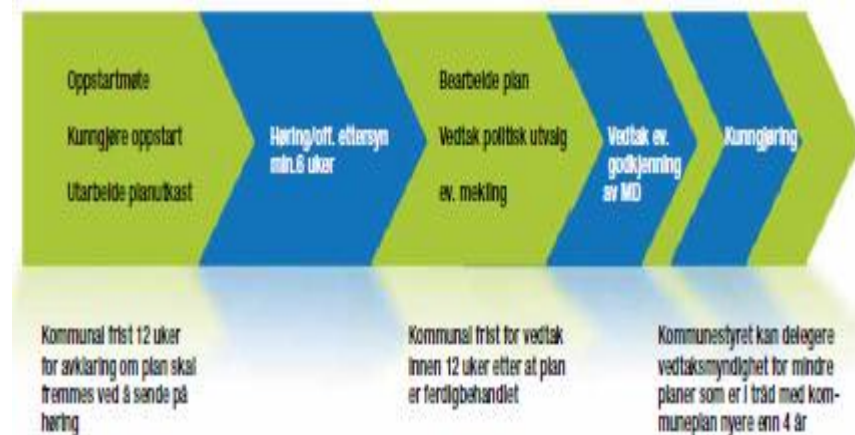 Oppstartmøte
Kunngjøre oppstart
Utarbeide planutkast
Høring/off. ettersyn
min.6 uker
Bearbeide plan
Vedtak politisk utvalg
ev. mekling
Vedtak ev.
godkjenning
av MD
Kunngjøring
Kommunal frist 12 uker
for avklaring om plan skal
fremmes ved å sende på
høring
Kommunal frist for vedtak
innen 12 uker etter at plan
er ferdigbehandlet
Kommunestyret kan delegere
vedtaksmyndighet for mindre
planer som er i tråd med kom-
muneplan nyere enn 4 år